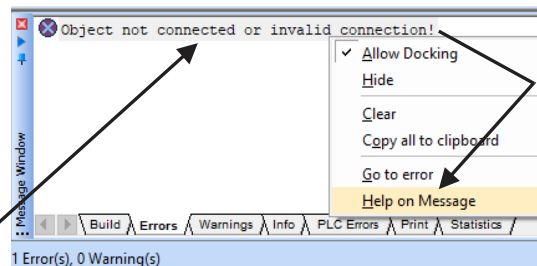 Object not connected or invalid connection!
Allow Docking
Hide
Clear
Copy all to clipboard
Go to error
Help on Message
Message Window
Build Errors Warnings Info PLC Errors Print Statistics
1 Error(s), 0 Warning(s)